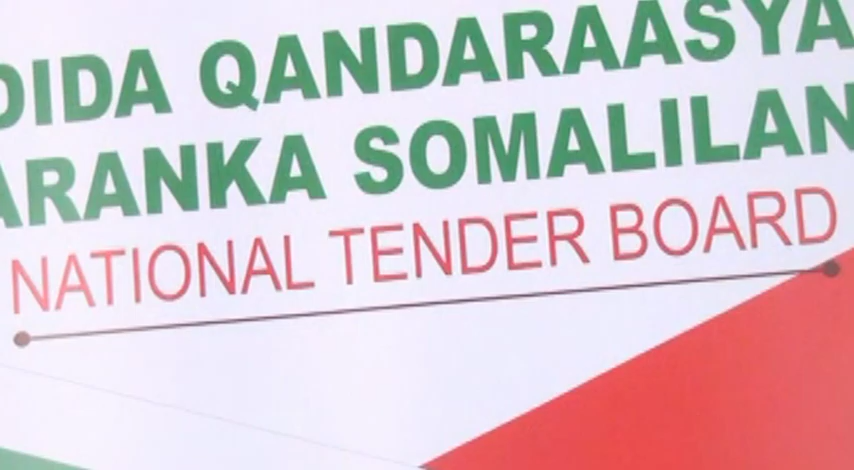 DIDA QANDARAASYA
ARANKA SOMALILAN
NATIONAL TENDER BOARD